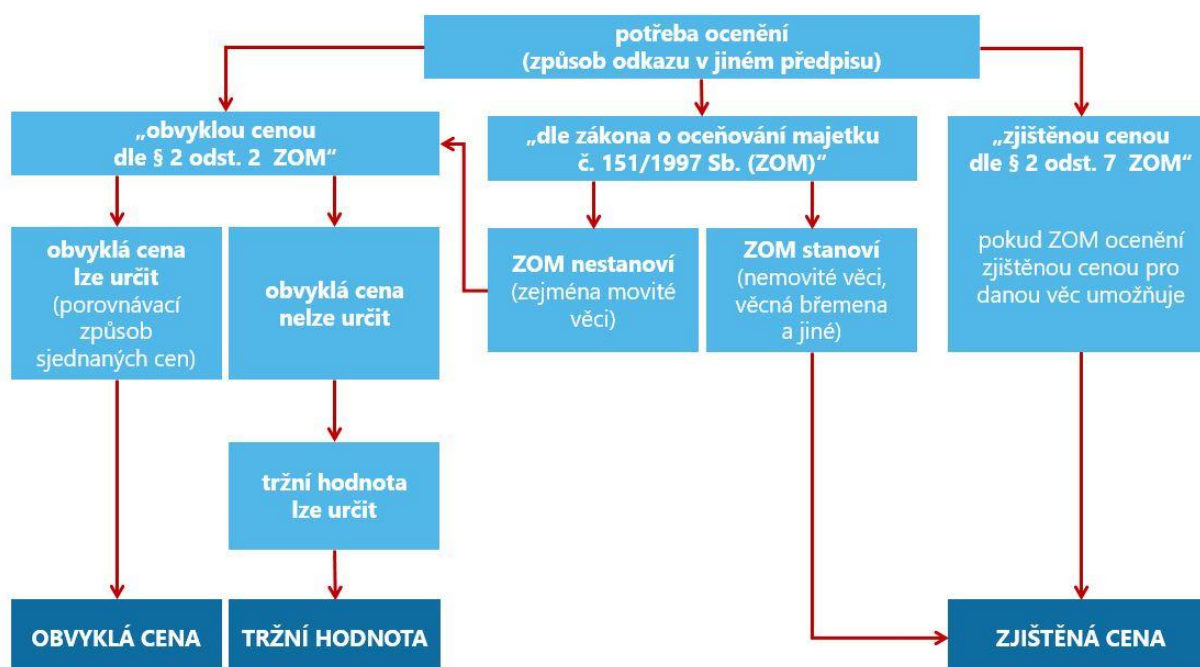 potřeba ocenění
(způsob odkazu v jiném předpisu)
„obvyklou cenou
dle § 2 odst. 2 ZOM“
„dle zákona o oceňování majetku
č. 151/1997 Sb. (ZOM)“
„zjištěnou cenou
dle § 2 odst. 7 ZOM“
pokud ZOM ocenění
zjištěnou cenou pro
danou věc umožňuje
obvyklá cena
lze určit
(porovnávací
způsob
sjednaných cen)
obvyklá cena
nelze určit
ZOM nestanoví
(zejména movité
věci)
ZOM stanoví
(nemovité věci,
věcná břemena
a jiné)
tržní hodnota
lze určit
OBVYKLÁ CENA
TRŽNÍ HODNOTA
ZJIŠTĚNÁ CENA